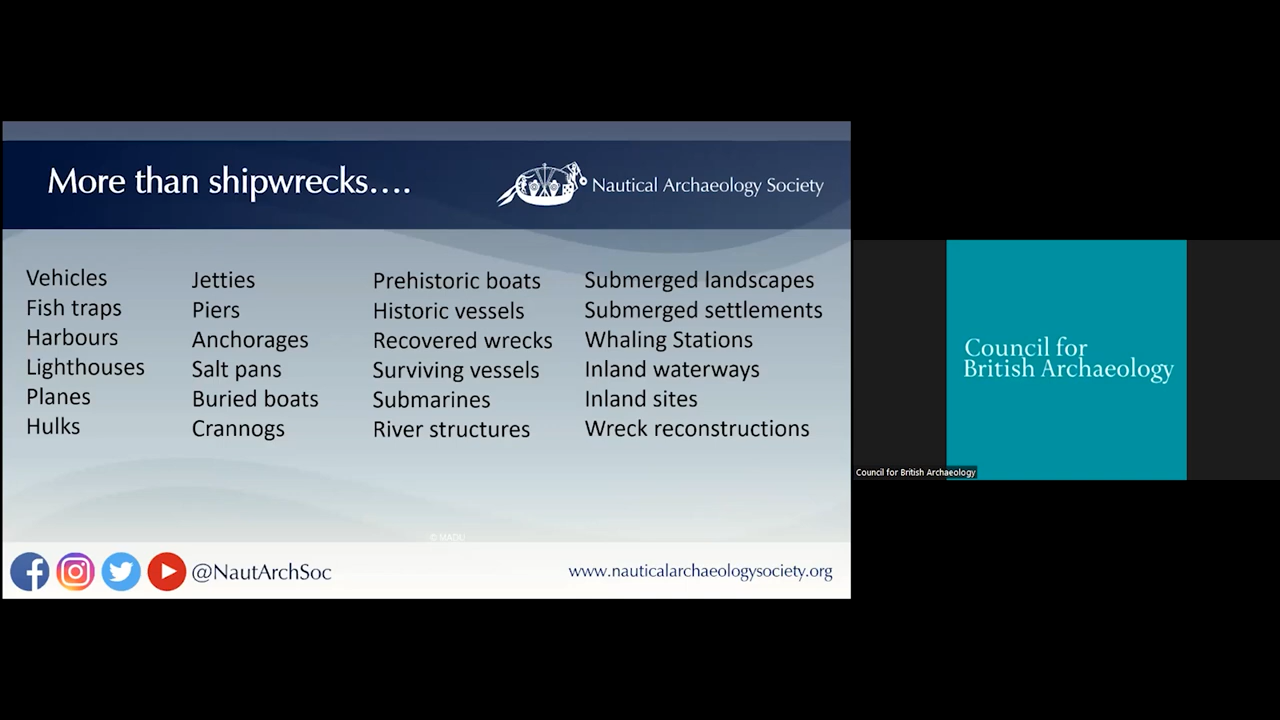 More than shipwrecks....
Nautical Archaeology Society
Vehicles
Fish traps
Harbours
Lighthouses
Planes
Hulks
Jetties
Piers
Anchorages
Salt pans
Buried boats
Crannogs
Prehistoric boats
Historic vessels
Recovered wrecks
Surviving vessels
Submarines
River structures
Submerged landscapes
Submerged settlements
Whaling Stations
Inland waterways
Inland sites
Wreck reconstructions
© MADU
@NautArchSoc
www.nauticalarchaeologysociety.org
Council for
British Archaeology
Council for British Archaeology